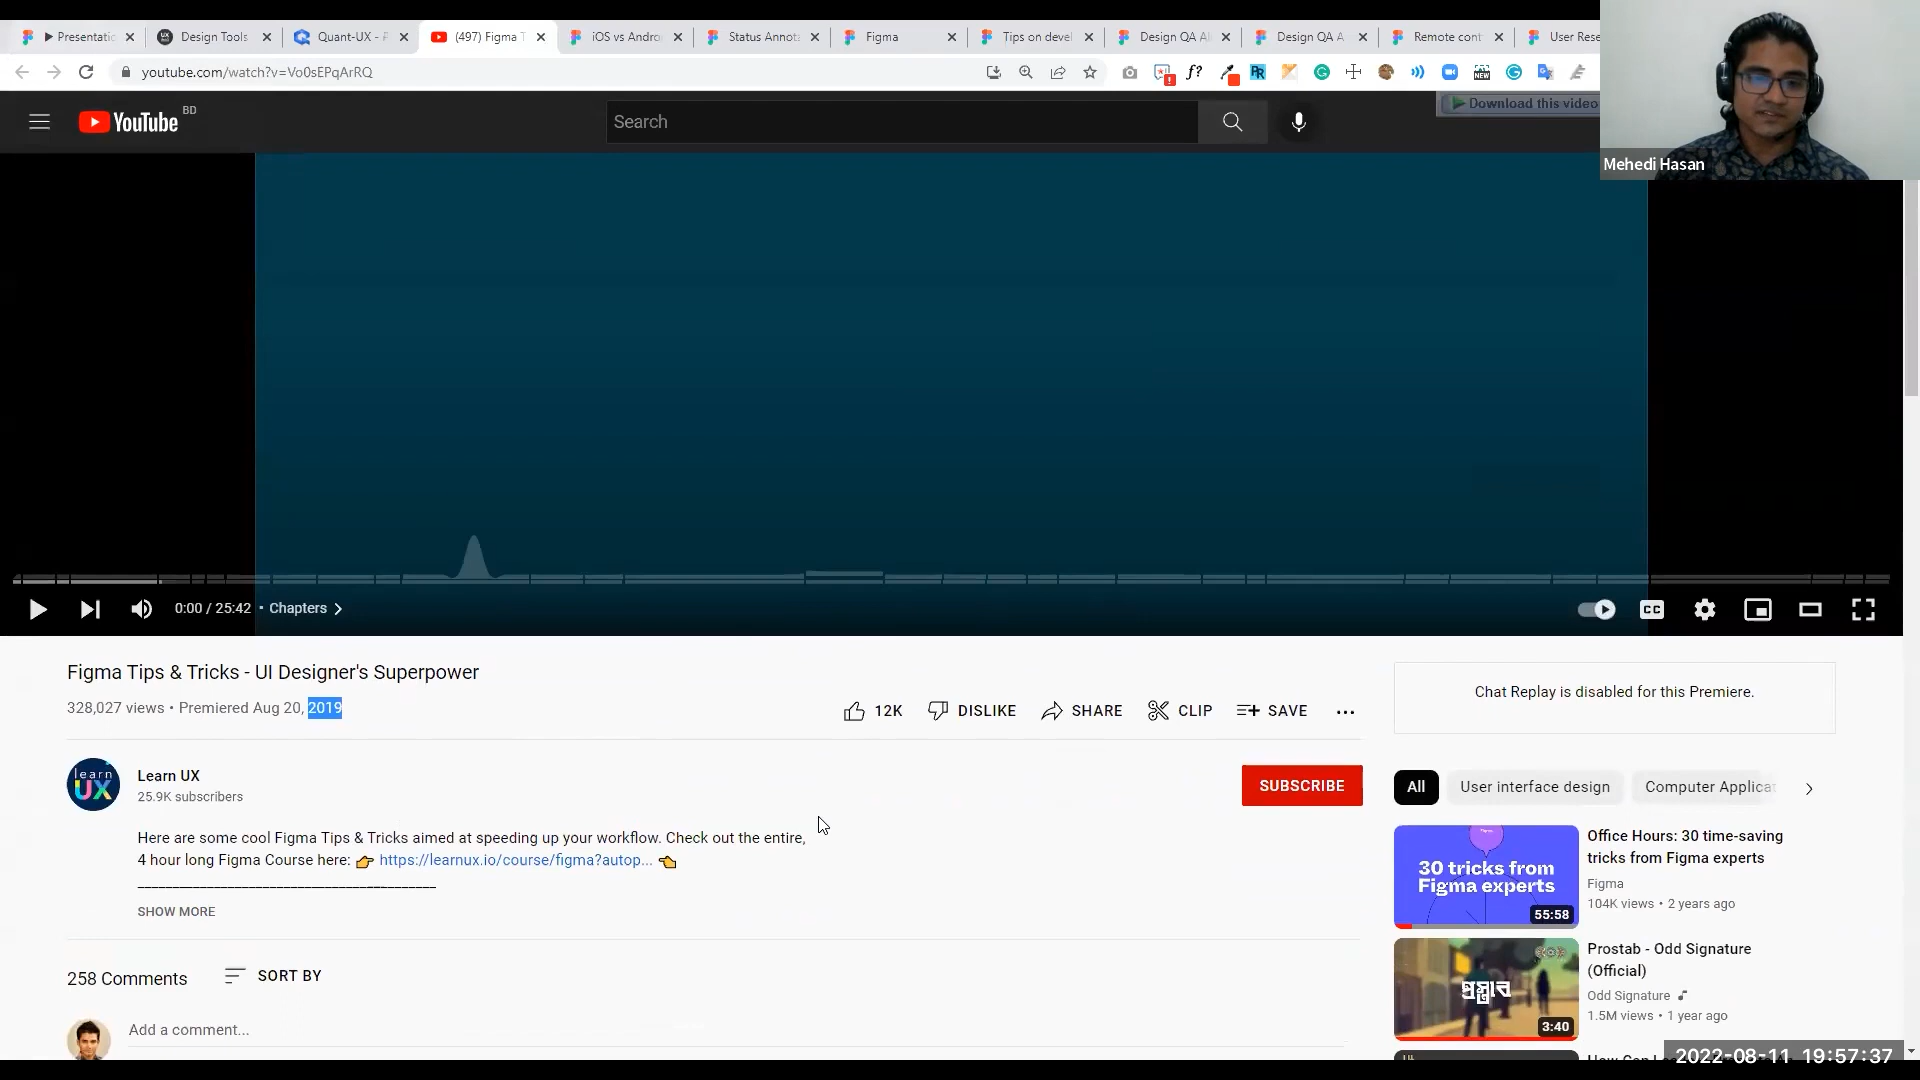 ▶ Presentatio
Design Tools
Quant-UX - 
(497) Figma T
iOS vs Andro
Status Annota
Figma
Tips on devel
Design QA
Design QA A
Remote cont
User Rese
youtube.com/watch?v=Vo0sEPqArRQ
YouTube BD
Search
Download this video
Mehedi Hasan
0:00 / 25:42 • Chapters
CC
Figma Tips & Tricks - UI Designer's Superpower
328,027 views • Premiered Aug 20, 2019
12K
DISLIKE
SHARE
CLIP
SAVE
Chat Replay is disabled for this Premiere.
learn UX
Learn UX
25.9K subscribers
SUBSCRIBE
Here are some cool Figma Tips & Tricks aimed at speeding up your workflow. Check out the entire,
4 hour long Figma Course here: 👉 https://learnux.io/course/figma?autop... 👈
SHOW MORE
All
User interface design
Computer Applicat
30 tricks from
Figma experts
55:58
Office Hours: 30 time-saving
tricks from Figma experts
Figma
104K views • 2 years ago
প্রস্তাব
3:40
Prostab - Odd Signature
(Official)
Odd Signature
1.5M views • 1 year ago
258 Comments
SORT BY
Add a comment...
2022-08-11 19:57:37